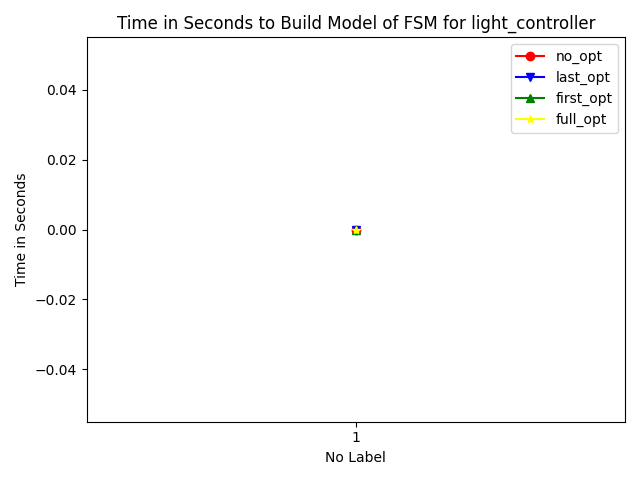 Time in Seconds to Build Model of FSM for light_controller
no_opt
last_opt
first_opt
full_opt
0.04
0.02
0.00
−0.02
−0.04
Time in Seconds
1
No Label